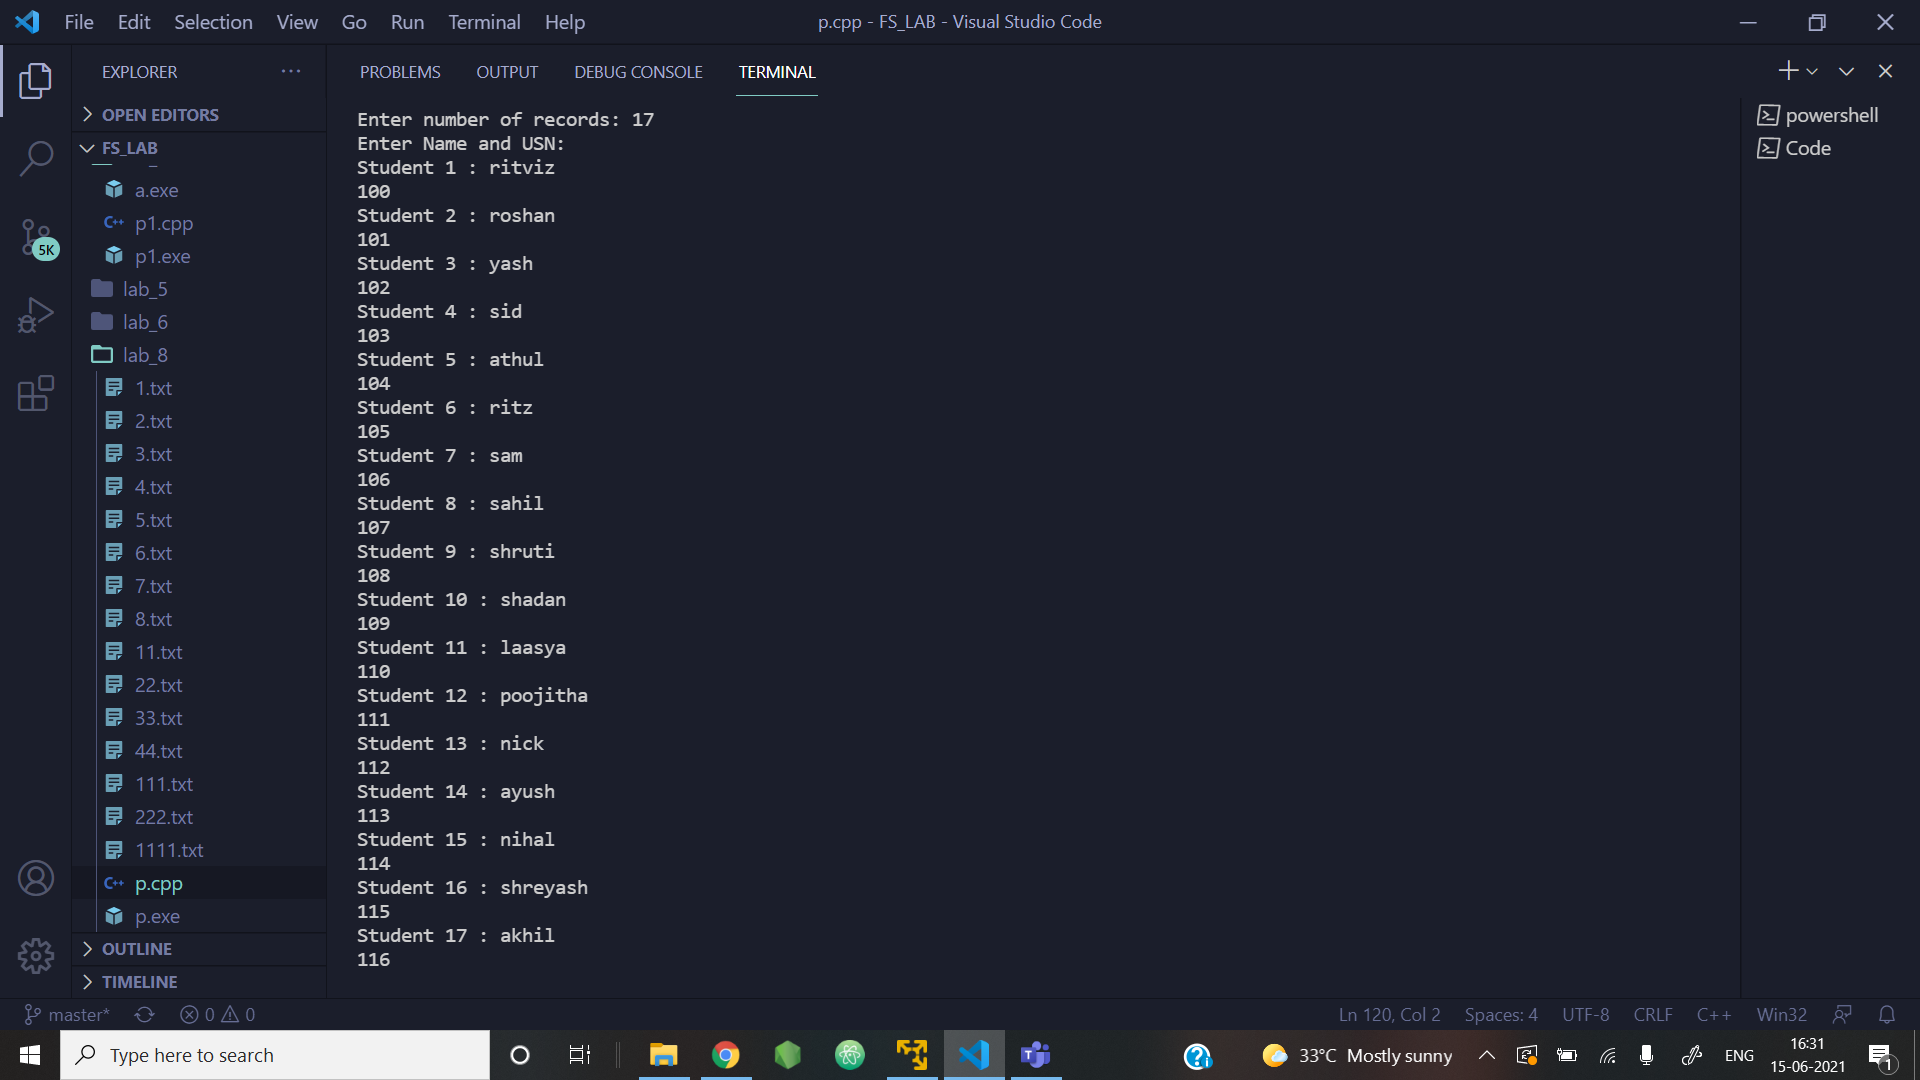 File Edit Selection View Go Run Terminal Help
p.cpp - FS_LAB - Visual Studio Code
EXPLORER
OPEN EDITORS
FS_LAB
a.exe
p1.cpp
p1.exe
lab_5
lab_6
lab_8
1.txt
2.txt
3.txt
4.txt
5.txt
6.txt
7.txt
8.txt
11.txt
22.txt
33.txt
44.txt
111.txt
222.txt
1111.txt
C++ p.cpp
p.exe
OUTLINE
TIMELINE
5K
PROBLEMS OUTPUT DEBUG CONSOLE TERMINAL
Enter number of records: 17
Enter Name and USN:
Student 1 : ritviz
100
Student 2 : roshan
101
Student 3 : yash
102
Student 4 : sid
103
Student 5 : athul
104
Student 6 : ritz
105
Student 7 : sam
106
Student 8 : sahil
107
Student 9 : shruti
108
Student 10 : shadan
109
Student 11 : laasya
110
Student 12 : poojitha
111
Student 13 : nick
112
Student 14 : ayush
113
Student 15 : nihal
114
Student 16 : shreyash
115
Student 17 : akhil
116
powershell
Code
master* 0 0
Ln 120, Col 2 Spaces: 4 UTF-8 CRLF C++ Win32
Type here to search
33°C Mostly sunny
ENG
16:31
15-06-2021
1